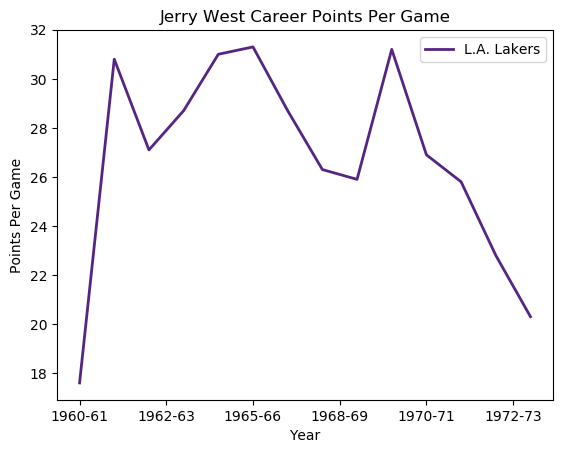 Jerry West Career Points Per Game
L.A. Lakers
Points Per Game
32
30
28
26
24
22
20
18
1960-61 1962-63 1965-66 1968-69 1970-71 1972-73
Year